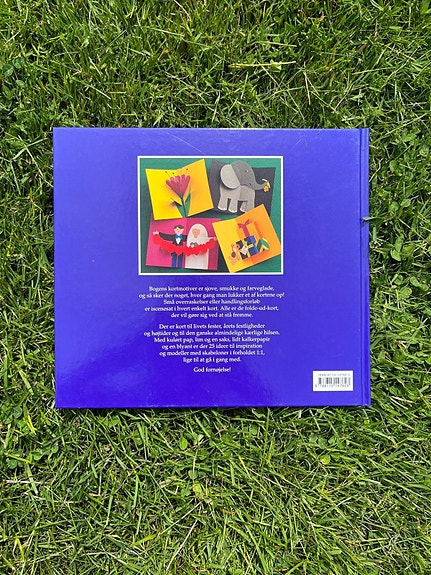 Bogens kortmotiver er sjove, smukke og farveglade,
og så sker der noget, hver gang man lukker et af kortene op!
Små overraskelser eller handlingsforløb
er iscenesat i hvert enkelt kort. Alle er de folde-ud-kort,
der vil gøre sig ved at stå fremme.
Der er kort til livets fester, årets festligheder
og højtider og til den ganske almindelige kærlige hilsen.
Med kulørt pap, lim og en saks, lidt kalkerpapir
og en blyant er der 25 ideer til inspiration
og modeller med skabeloner i forholdet 1:1,
lige til at gå i gang med.
God fornøjelse!